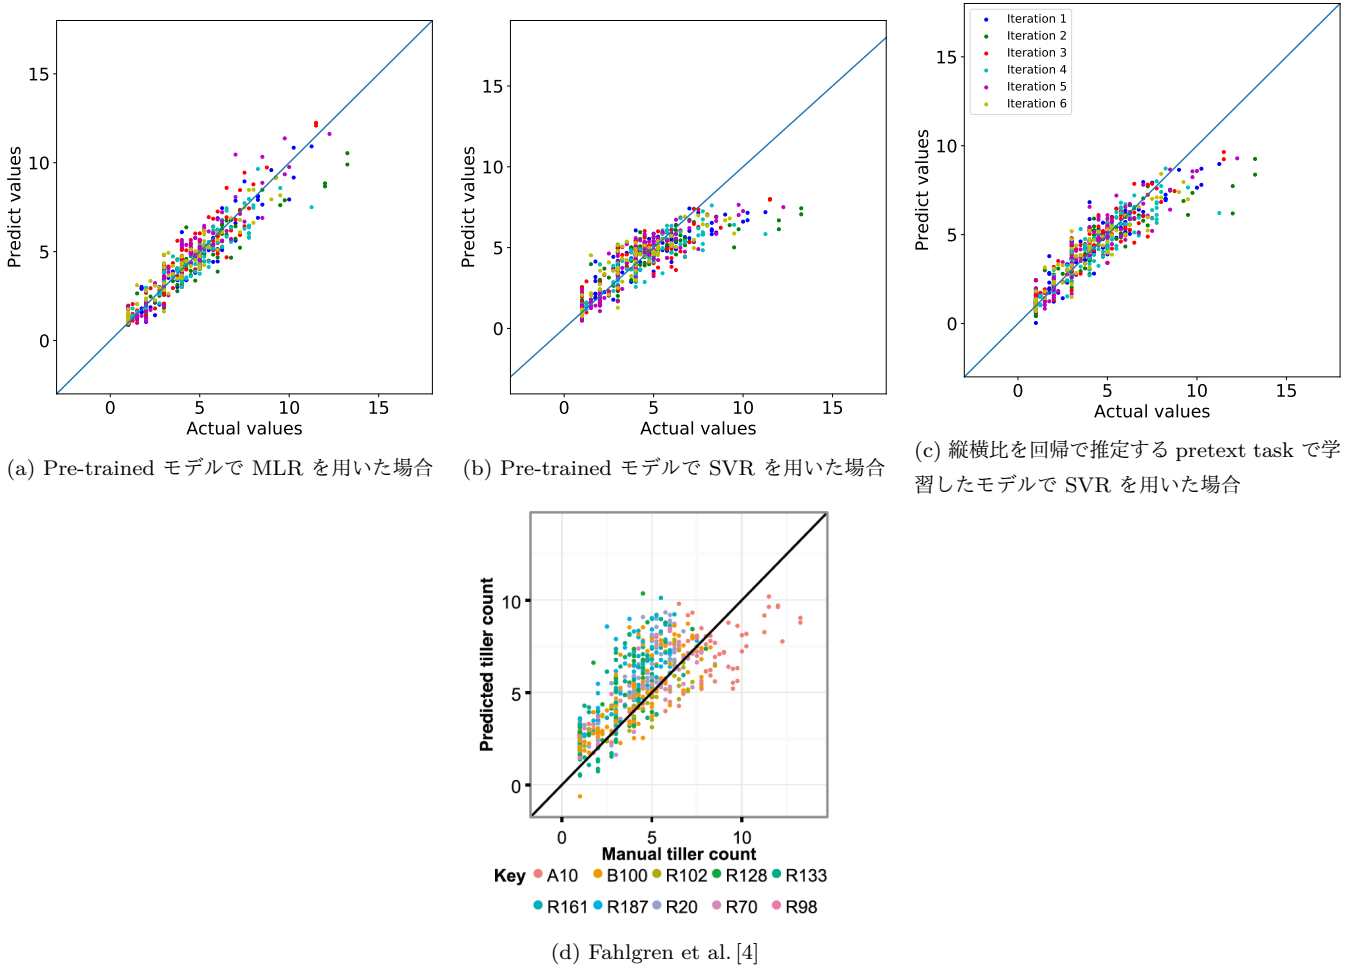 15
10
5
0
0
5
10
15
Predict values
Actual values
(a) Pre-trained モデルで MLR を用いた場合
15
10
5
0
0
5
10
15
Predict values
Actual values
(b) Pre-trained モデルで SVR を用いた場合
Iteration 1
Iteration 2
Iteration 3
Iteration 4
Iteration 5
Iteration 6
15
10
5
0
0
5
10
15
Predict values
Actual values
(c) 縦横比を回帰で推定する pretext task で学
習したモデルで SVR を用いた場合
10
5
0
0
5
10
Predicted tiller count
Manual tiller count
Key A10 B100 R102 R128 R133
R161 R187 R20 R70 R98
(d) Fahlgren et al. [4]